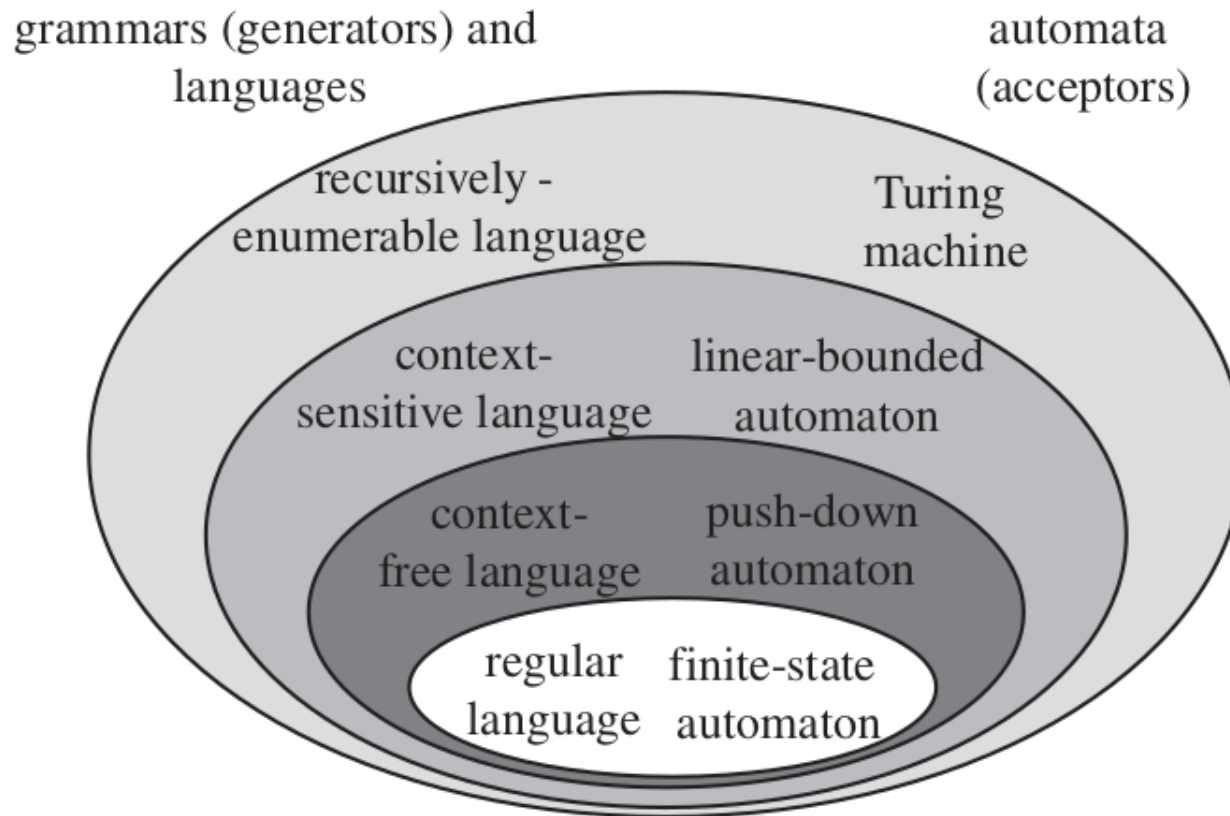 grammars (generators) and
languages
automata
(acceptors)
recursively -
enumerable language
Turing
machine
context-
sensitive language
linear-bounded
automaton
context-
free language
push-down
automaton
regular
language
finite-state
automaton